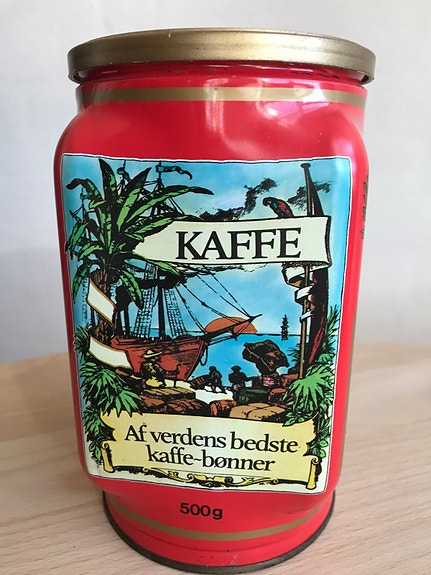 KAFFE
Af verdens bedste
kaffe-bønner
500g